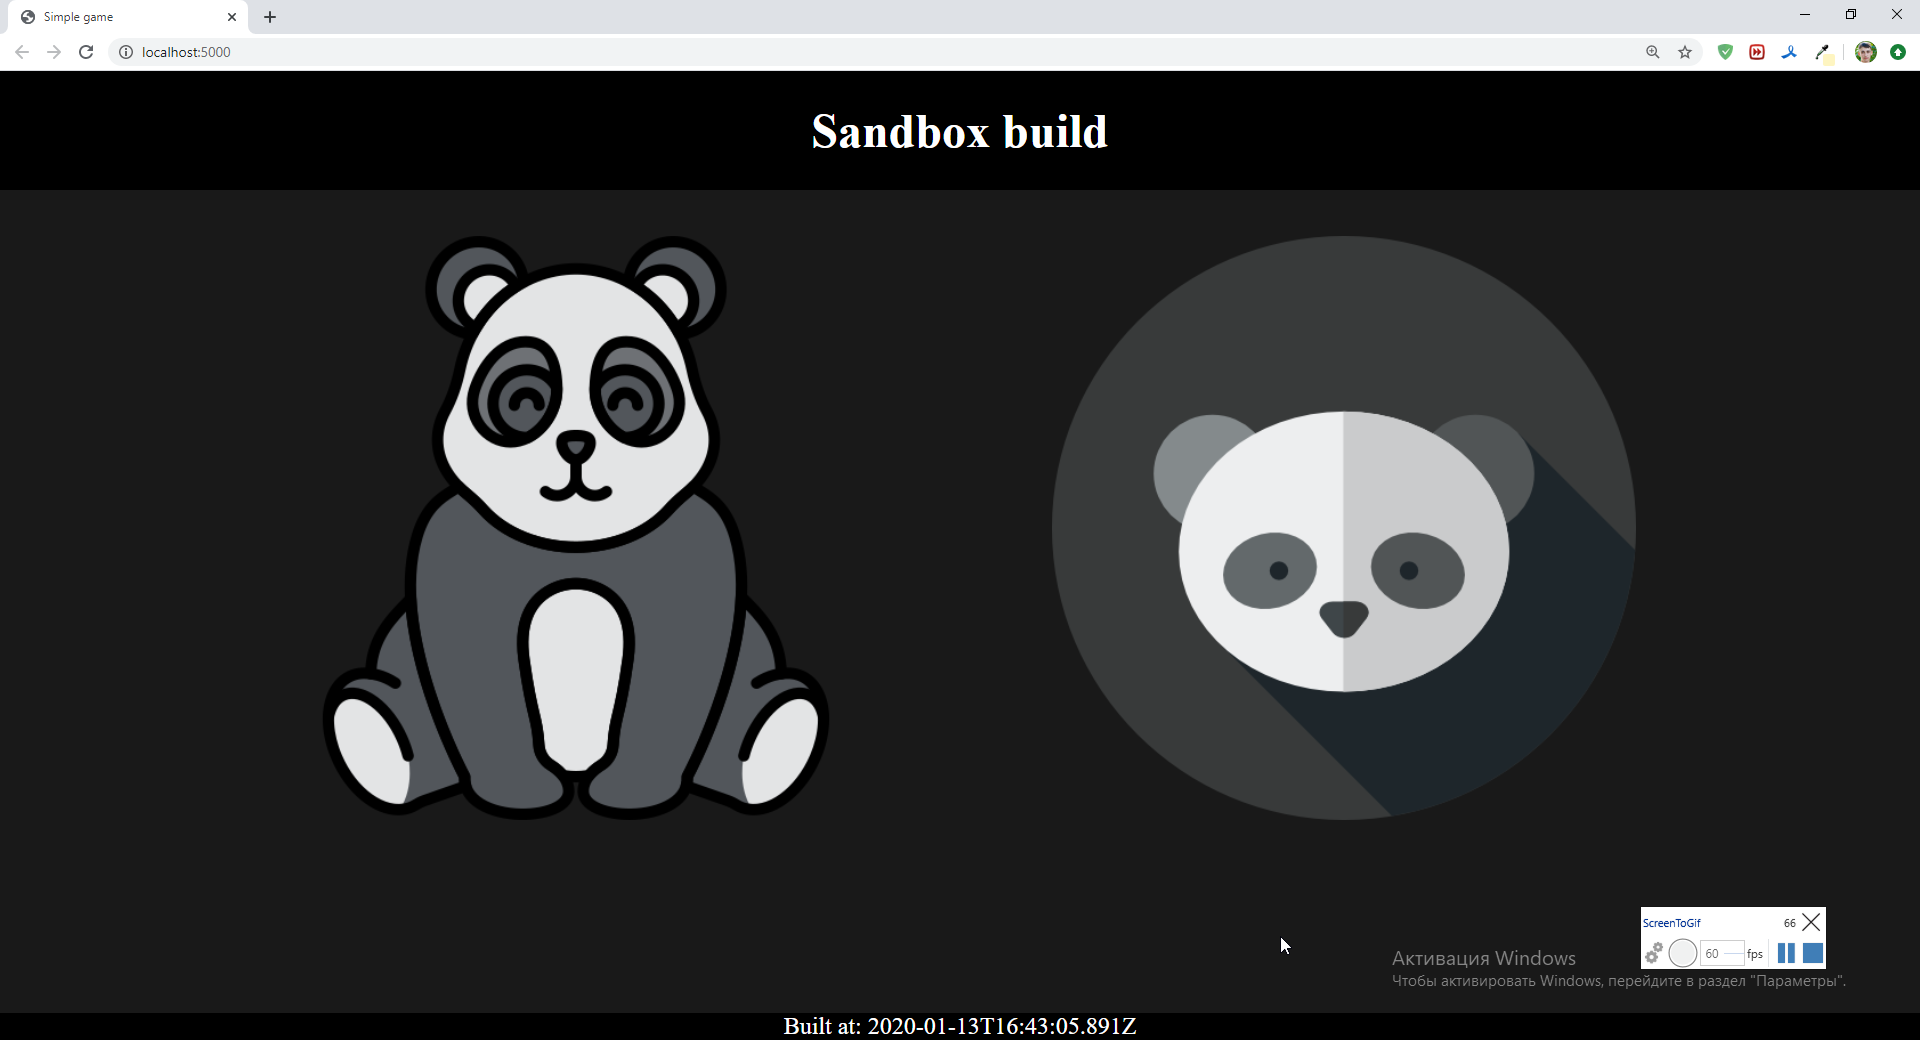 Simple game
localhost:5000
Sandbox build
ScreenToGif 66
60 fps
Активация Windows
Чтобы активировать Windows, перейдите в раздел "Параметры".
Built at: 2020-01-13T16:43:05.891Z